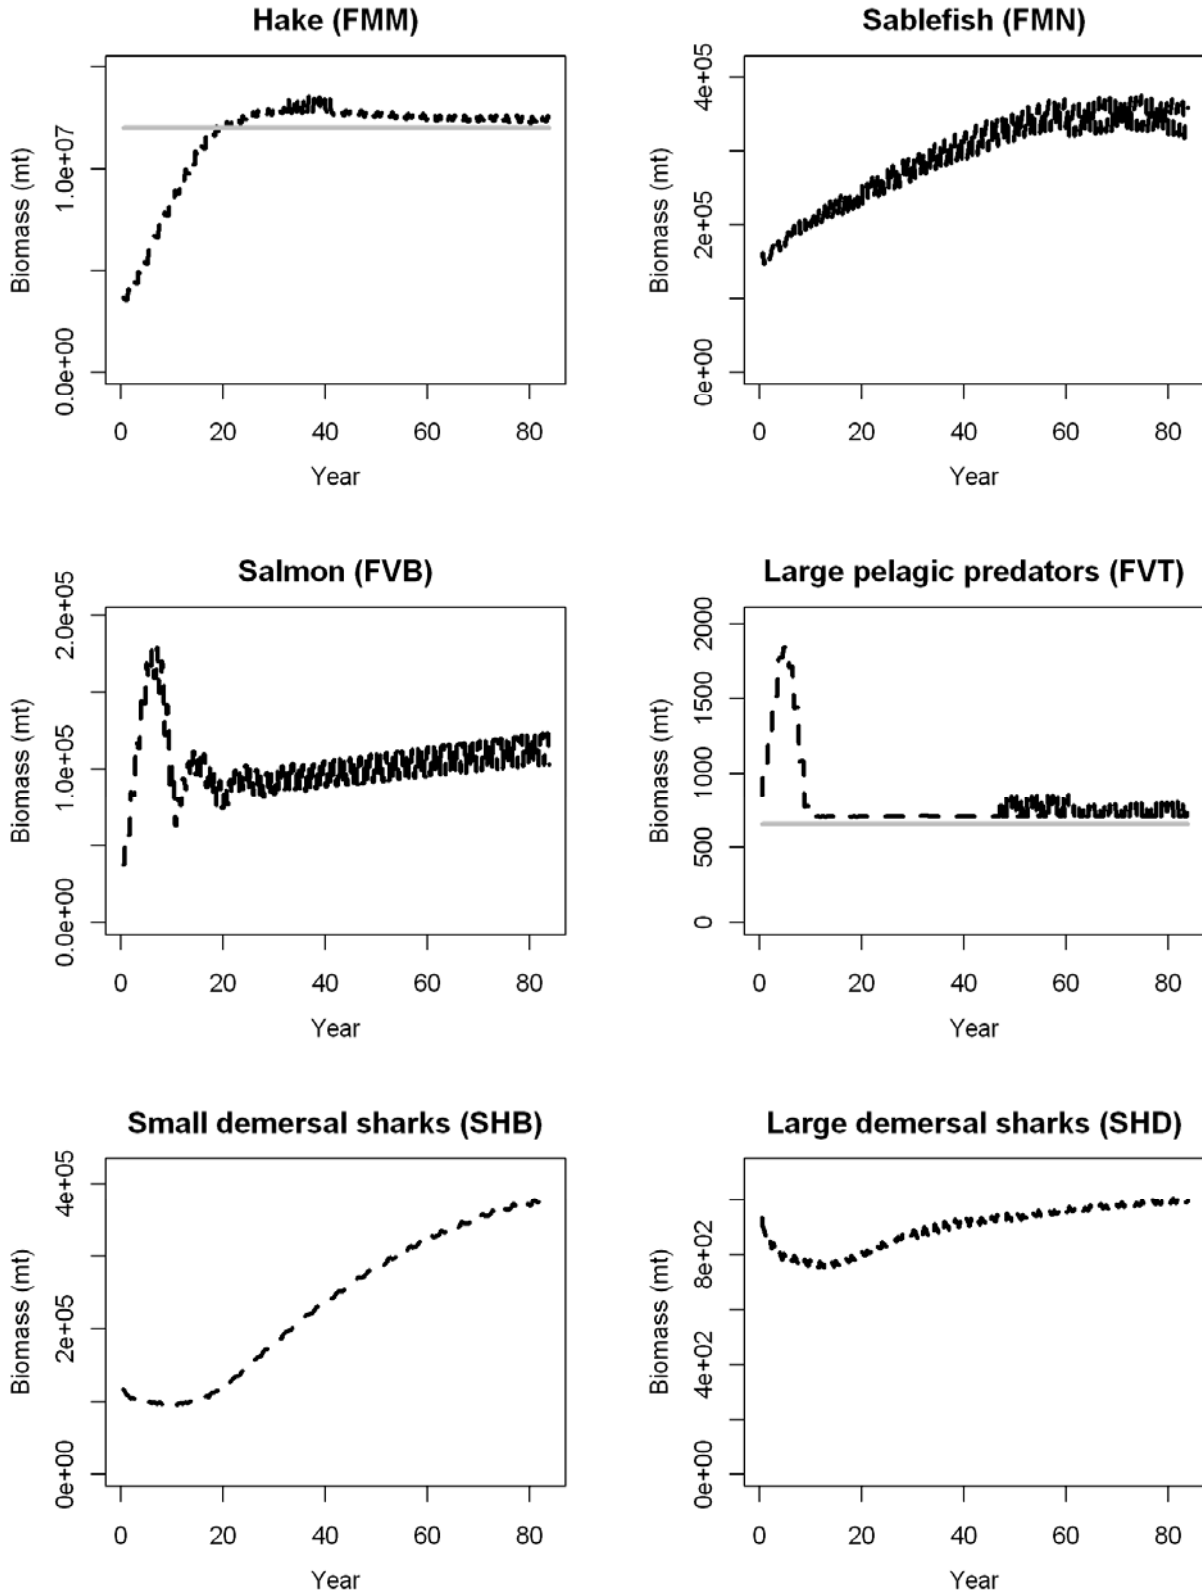 Hake (FMM)
Biomass (mt)
0.0e+00 1.0e+07
0 20 40 60 80
Year
Sablefish (FMN)
Biomass (mt)
0e+00 2e+05 4e+05
0 20 40 60 80
Year
Salmon (FVB)
Biomass (mt)
0.0e+00 1.0e+05 2.0e+05
0 20 40 60 80
Year
Large pelagic predators (FVT)
Biomass (mt)
0 500 1000 1500 2000
0 20 40 60 80
Year
Small demersal sharks (SHB)
Biomass (mt)
0e+00 2e+05 4e+05
0 20 40 60 80
Year
Large demersal sharks (SHD)
Biomass (mt)
0e+00 4e+02 8e+02
0 20 40 60 80
Year